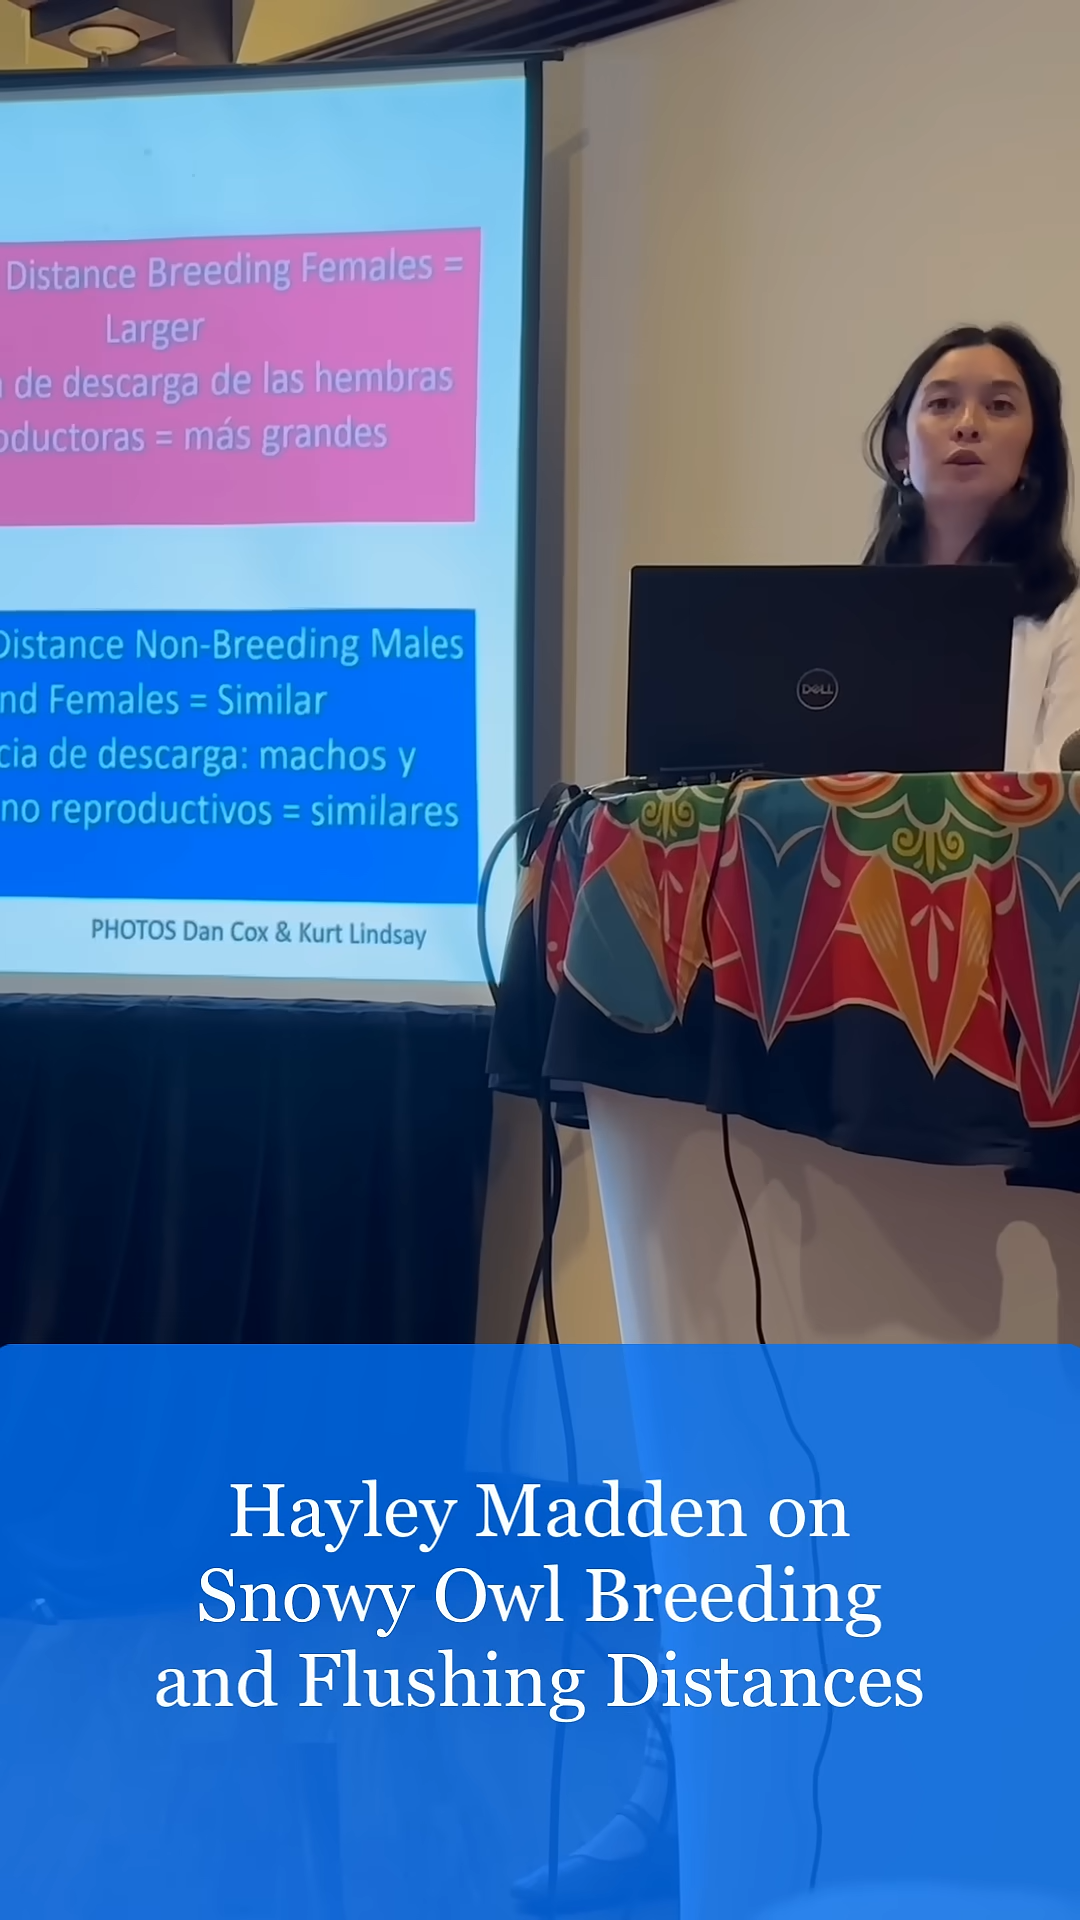 Distance Breeding Females =
Larger
de descarga de las hembras
oductoras = más grandes
Distance Non-Breeding Males
nd Females = Similar
cia de descarga: machos y
no reproductivos = similares
PHOTOS Dan Cox & Kurt Lindsay
DELL
Hayley Madden on
Snowy Owl Breeding
and Flushing Distances